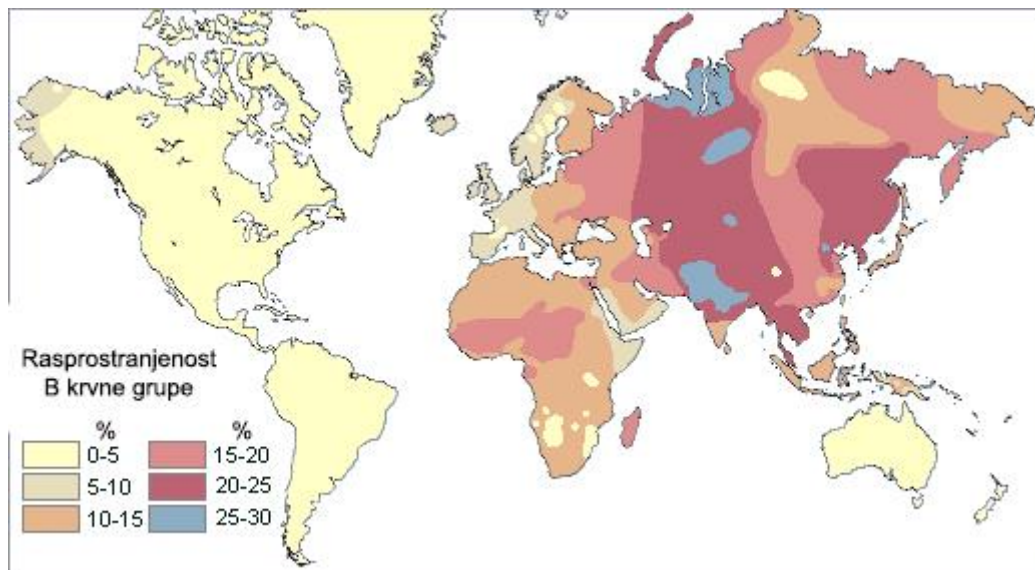 Rasprostranjenost
B krvne grupe
% %
0-5 15-20
5-10 20-25
10-15 25-30